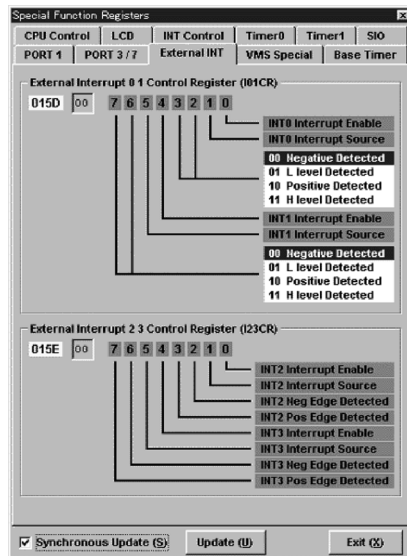 Special Function Registers
CPU Control LCD INT Control Timer0 Timer1 SIO
PORT 1 PORT 3 / 7 External INT VMS Special Base Timer
External Interrupt 0 1 Control Register (I01CR)
015D 00 7 6 5 4 3 2 1 0
INT0 Interrupt Enable
INT0 Interrupt Source
00 Negative Detected
01 L level Detected
10 Positive Detected
11 H level Detected
INT1 Interrupt Enable
INT1 Interrupt Source
00 Negative Detected
01 L level Detected
10 Positive Detected
11 H level Detected
External Interrupt 2 3 Control Register (I23CR)
015E 00 7 6 5 4 3 2 1 0
INT2 Interrupt Enable
INT2 Interrupt Source
INT2 Neg Edge Detected
INT2 Pos Edge Detected
INT3 Interrupt Enable
INT3 Interrupt Source
INT3 Neg Edge Detected
INT3 Pos Edge Detected
Synchronous Update (S) Update (U) Exit (X)